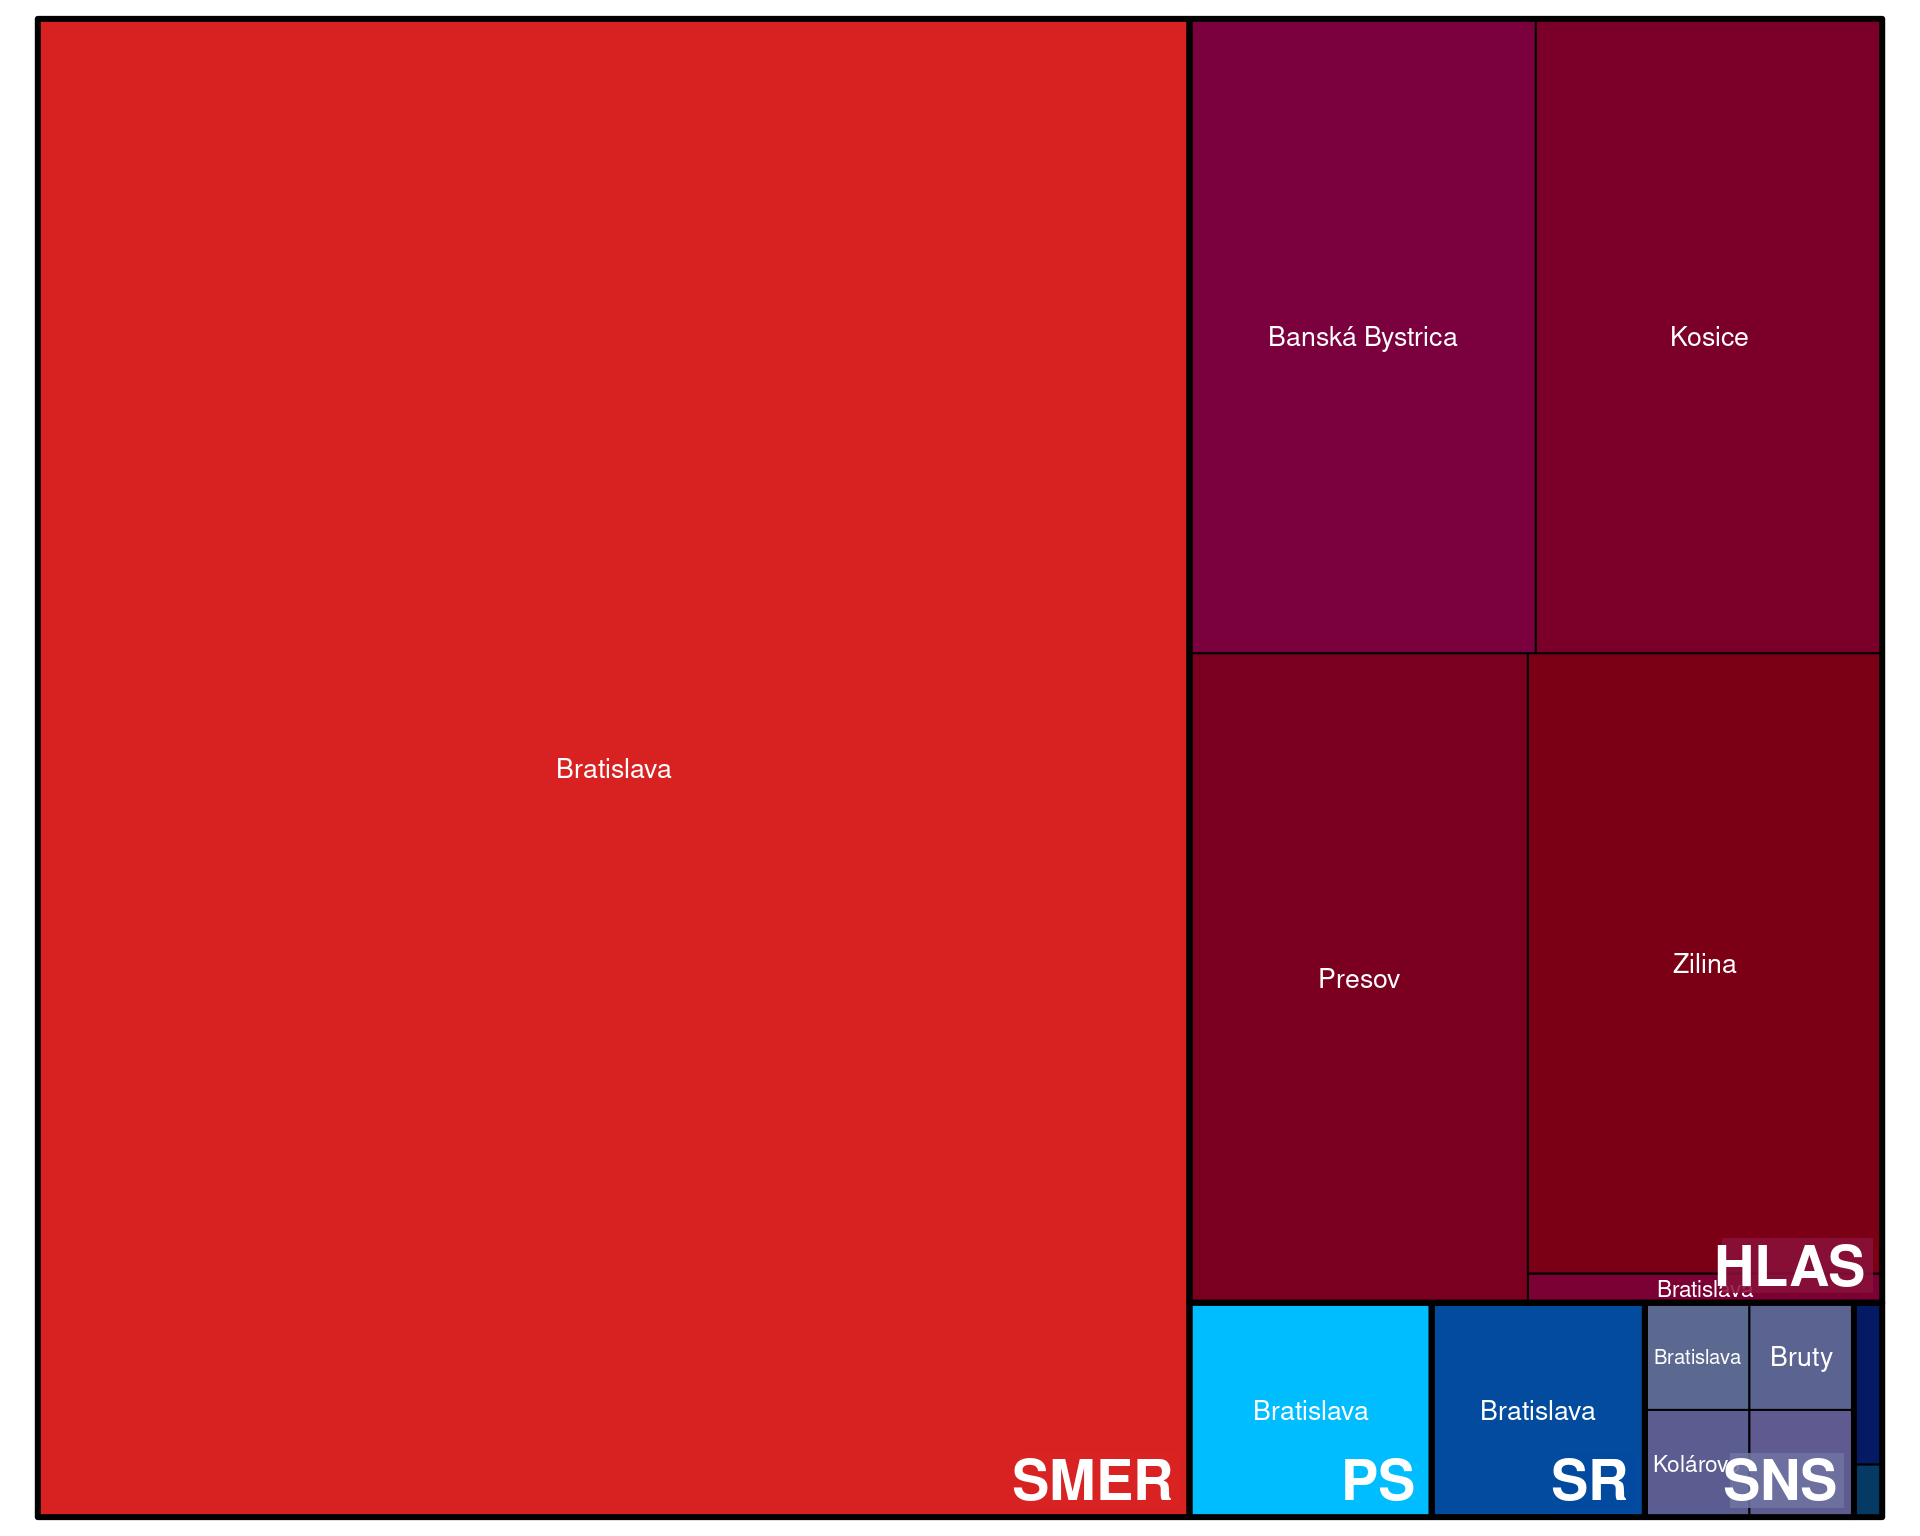 Banská Bystrica
Kosice
Bratislava
Presov
Zilina
HLAS
Bratislava
Bratislava
Bruty
Bratislava
Bratislava
SMER
PS
SR
SNS